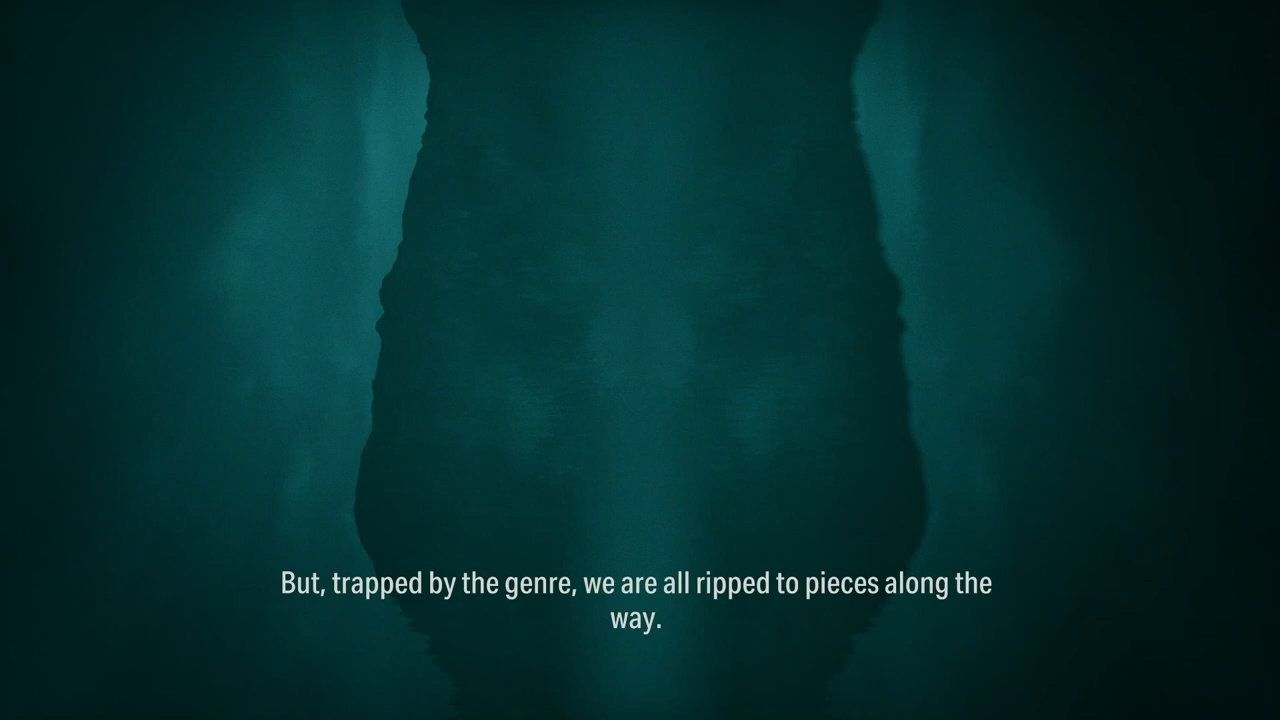 But, trapped by the genre, we are all ripped to pieces along the
way.